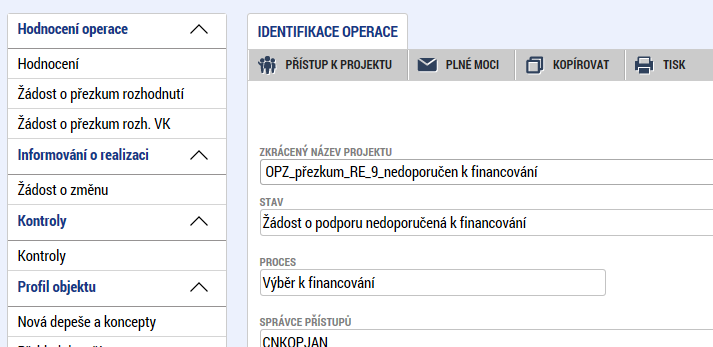 Hodnocení operace
Hodnocení
Žádost o přezkum rozhodnutí
Žádost o přezkum rozh. VK
Informování o realizaci
Žádost o změnu
Kontroly
Kontroly
Profil objektu
Nová depeše a koncepty
IDENTIFIKACE OPERACE
PŘÍSTUP K PROJEKTU
PLNÉ MOCI
KOPÍROVAT
TISK
ZKRÁCENÝ NÁZEV PROJEKTU
OPZ_přezkum_RE_9_nedoporučen k financování
STAV
Žádost o podporu nedoporučená k financování
PROCES
Výběr k financování
SPRÁVCE PŘÍSTUPŮ
CNKOPJAN